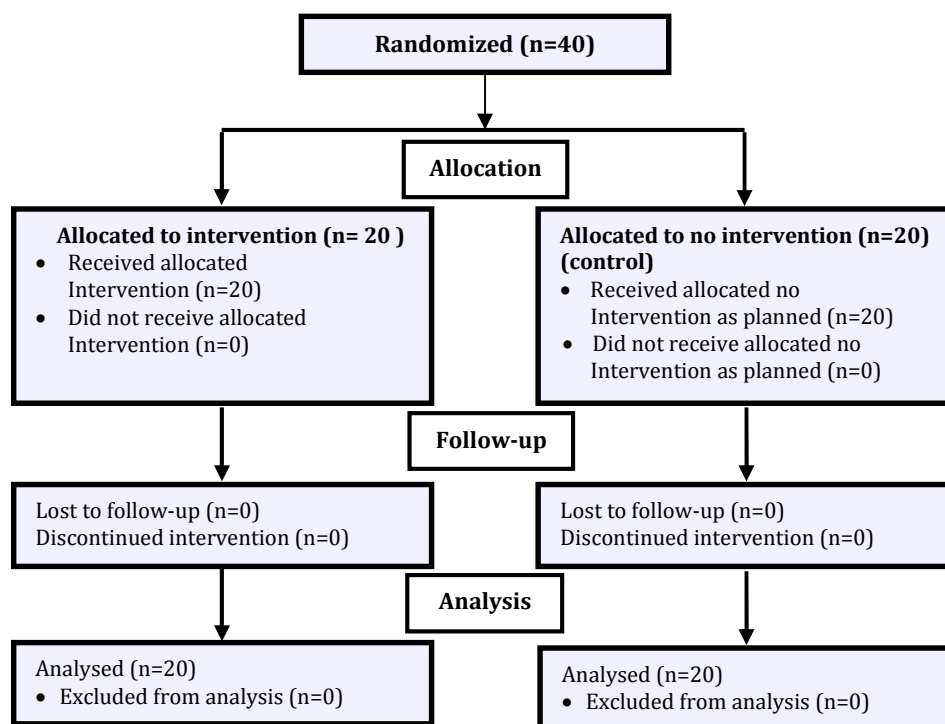 Randomized (n=40)
Allocation
Allocated to intervention (n= 20 )
• Received allocated
Intervention (n=20)
• Did not receive allocated
Intervention (n=0)
Allocated to no intervention (n=20)
(control)
• Received allocated no
Intervention as planned (n=20)
• Did not receive allocated no
Intervention as planned (n=0)
Follow-up
Lost to follow-up (n=0)
Discontinued intervention (n=0)
Lost to follow-up (n=0)
Discontinued intervention (n=0)
Analysis
Analysed (n=20)
• Excluded from analysis (n=0)
Analysed (n=20)
• Excluded from analysis (n=0)